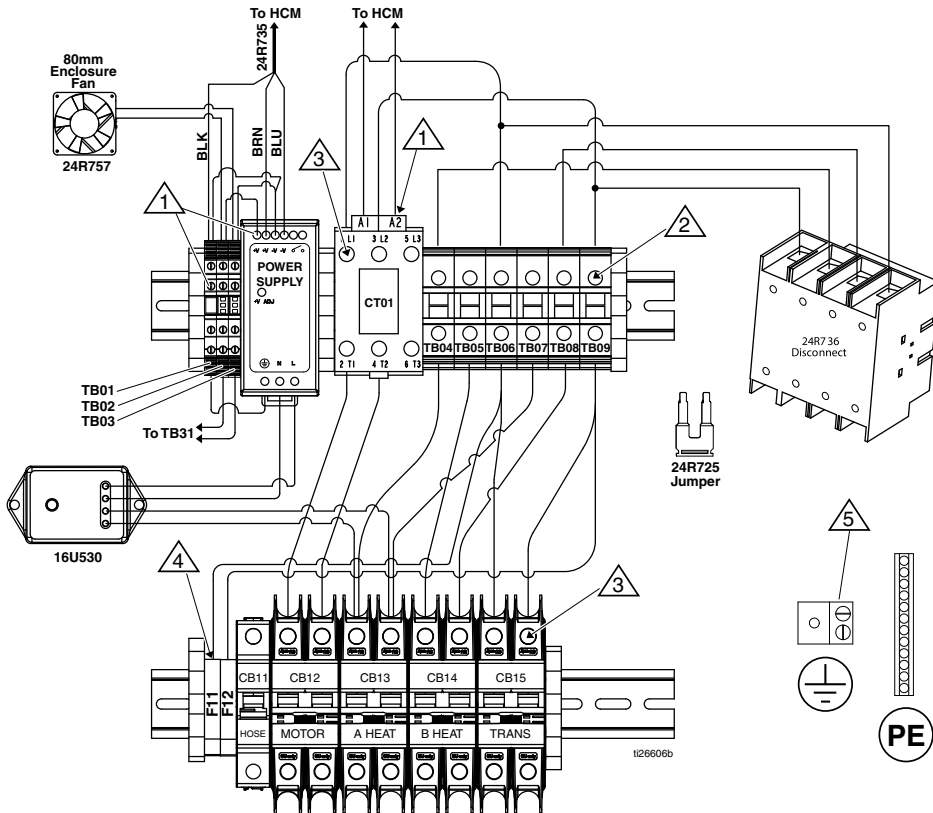 To HCM
To HCM
24R735
80mm
Enclosure
Fan
24R757
BLK
BRN
BLU
1
3
1
2
A1 A2
1 L1 3 L2 5 L3
+V +V -V -V
POWER
SUPPLY
+V ADJ
N L
CT01
2 T1 4 T2 6 T3
TB04 TB05 TB06 TB07 TB08 TB09
24R736
Disconnect
TB01
TB02
TB03
To TB31
24R725
Jumper
16U530
4
3
5
F11
F12
CB11 CB12 CB13 CB14 CB15
HOSE MOTOR A HEAT B HEAT TRANS
PE
ti26606b